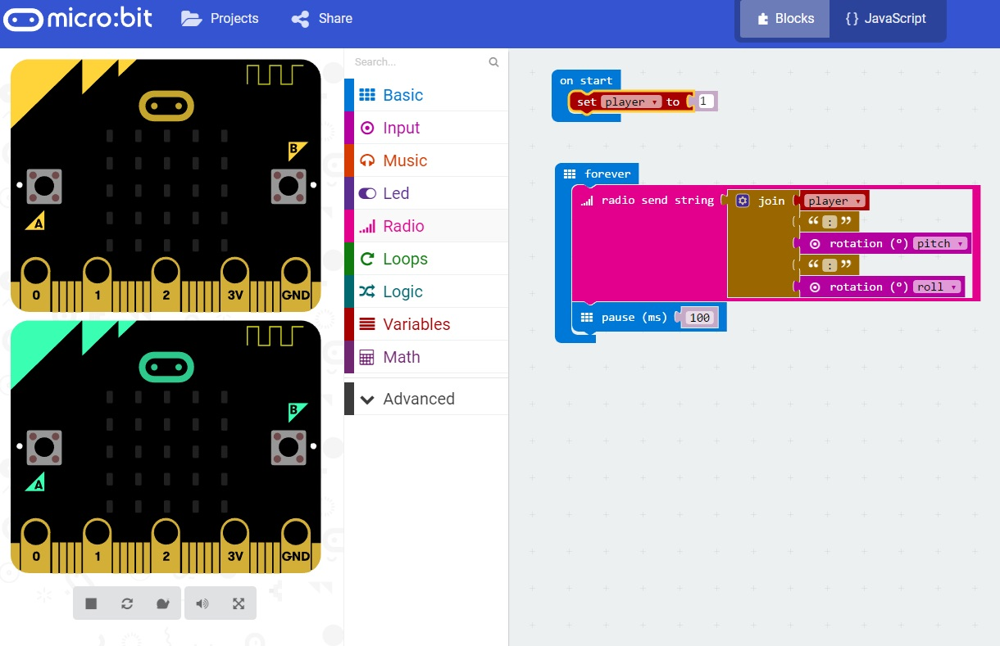 micro:bit
Projects
Share
Blocks
{ } JavaScript
B
A
0 1 2 3V GND
B
A
0 1 2 3V GND
Search...
Basic
Input
Music
Led
Radio
Loops
Logic
Variables
Math
Advanced
on start
set player to 1
forever
radio send string join player
“ : ”
rotation (°) pitch
“ : ”
rotation (°) roll
pause (ms) 100